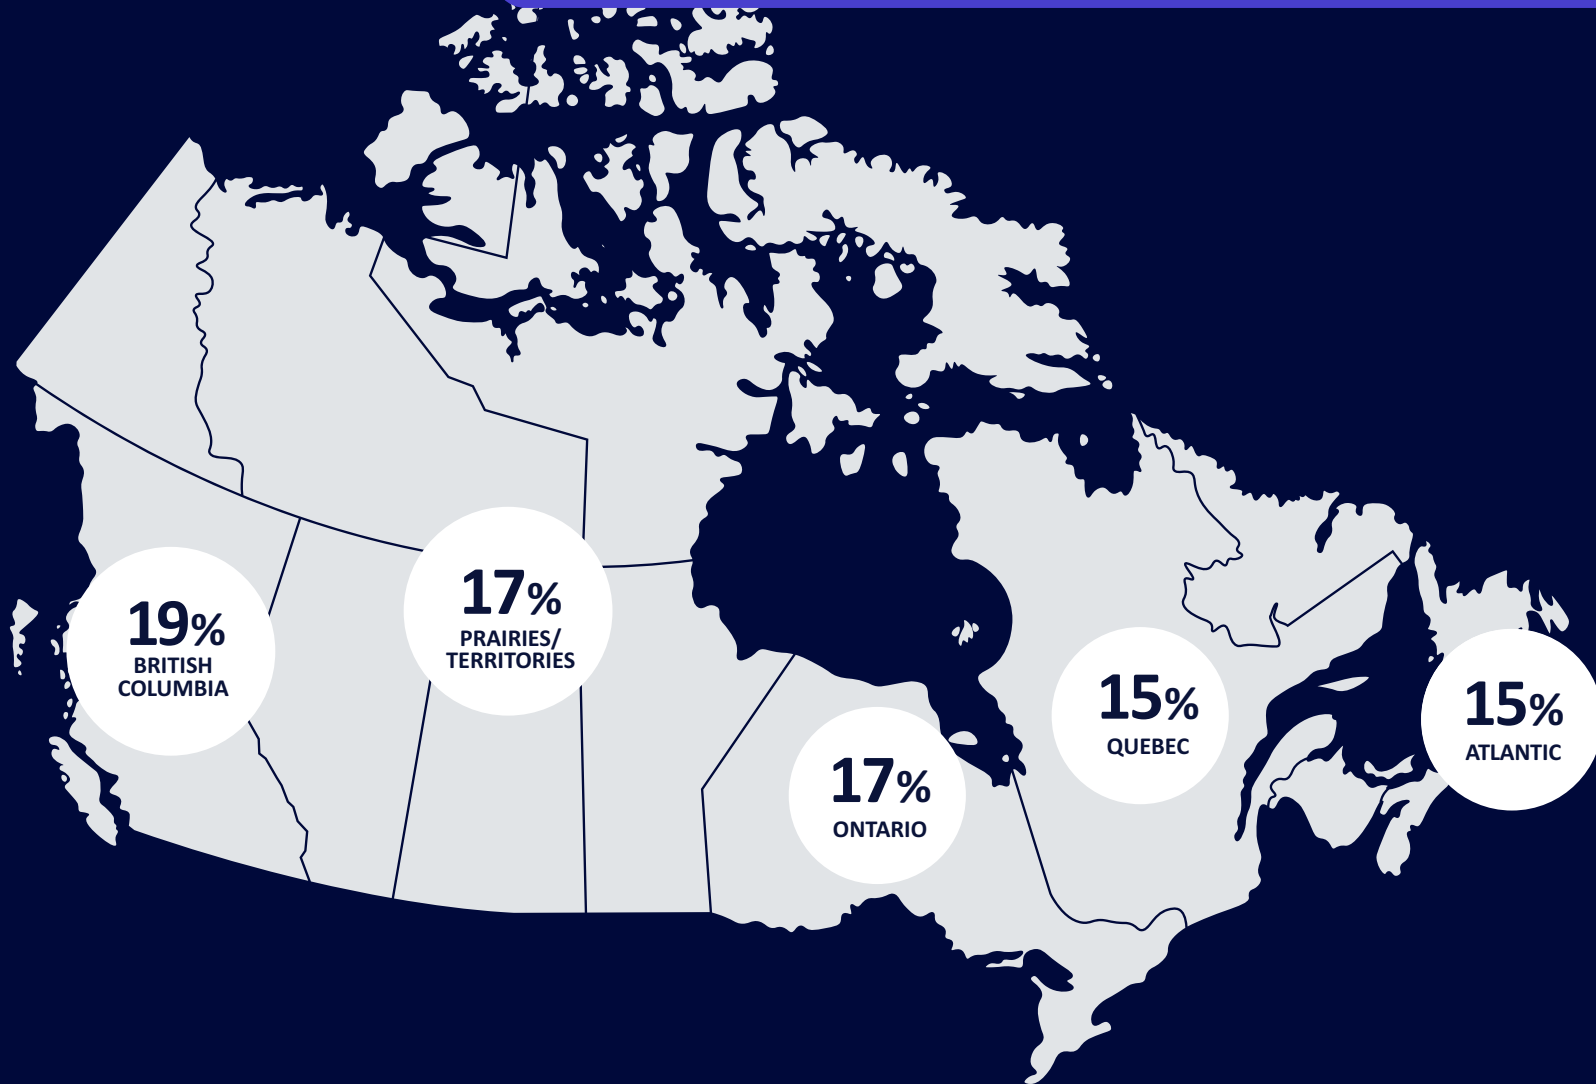 19%
BRITISH
COLUMBIA
17%
PRAIRIES/
TERRITORIES
17%
ONTARIO
15%
QUEBEC
15%
ATLANTIC